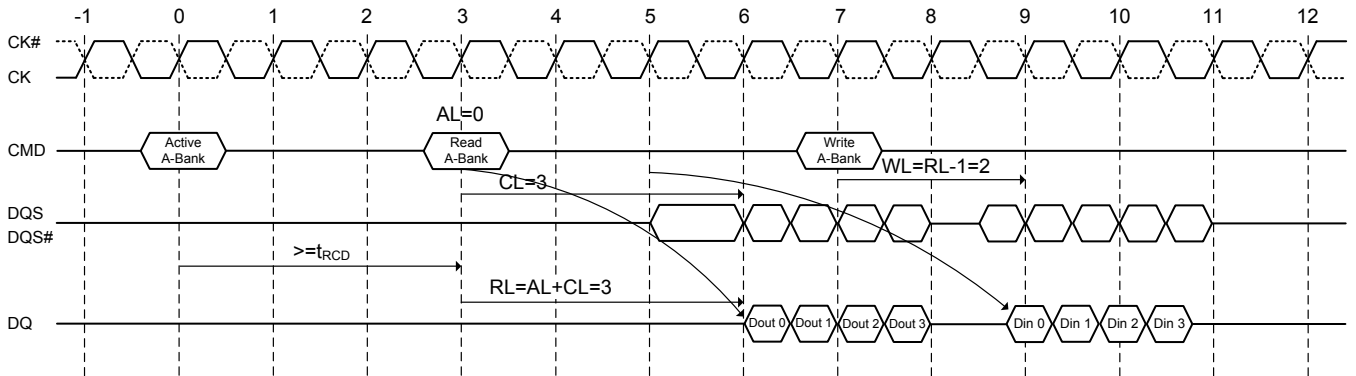 -1 0 1 2 3 4 5 6 7 8 9 10 11 12
CK#
CK
AL=0
CMD
Active
A-Bank
Read
A-Bank
Write
A-Bank
WL=RL-1=2
CL=3
DQS
DQS#
>=tRCD
RL=AL+CL=3
DQ
Dout 0 Dout 1 Dout 2 Dout 3 Din 0 Din 1 Din 2 Din 3